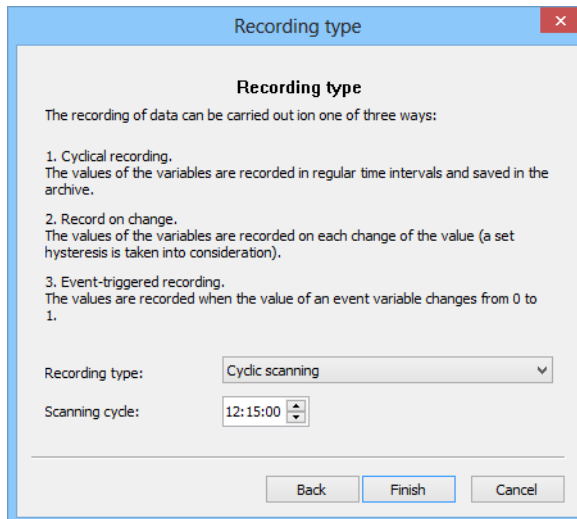 Recording type
Recording type
The recording of data can be carried out ion one of three ways:
1. Cyclical recording.
The values of the variables are recorded in regular time intervals and saved in the
archive.
2. Record on change.
The values of the variables are recorded on each change of the value (a set
hysteresis is taken into consideration).
3. Event-triggered recording.
The values are recorded when the value of an event variable changes from 0 to
1.
Recording type: Cyclic scanning
Scanning cycle: 12:15:00
Back Finish Cancel